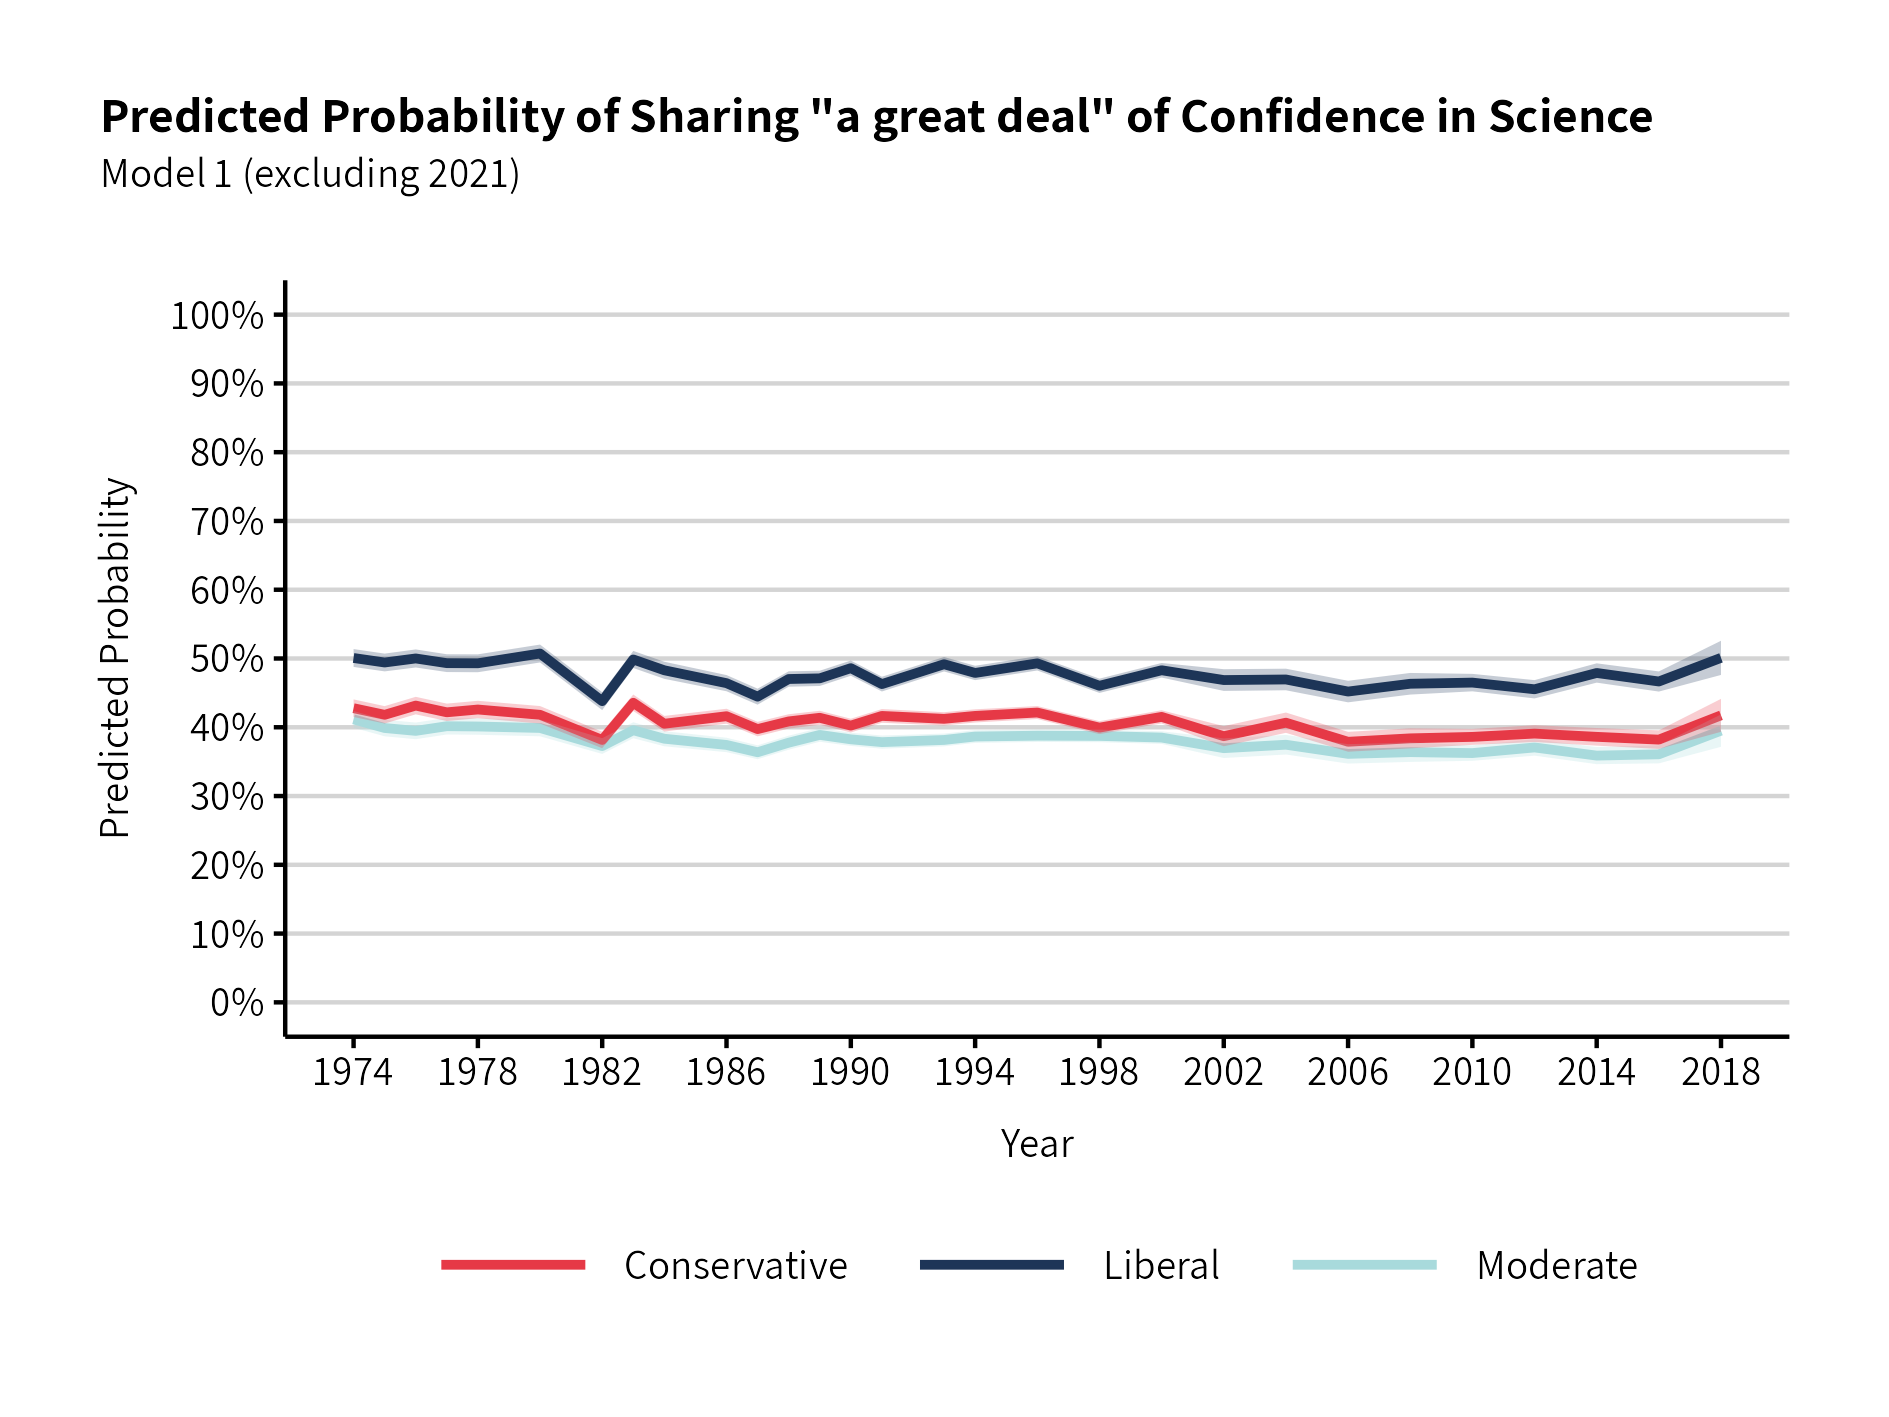 Predicted Probability of Sharing "a great deal" of Confidence in Science
Model 1 (excluding 2021)
Predicted Probability
100%
90%
80%
70%
60%
50%
40%
30%
20%
10%
0%
1974 1978 1982 1986 1990 1994 1998 2002 2006 2010 2014 2018
Year
Conservative Liberal Moderate